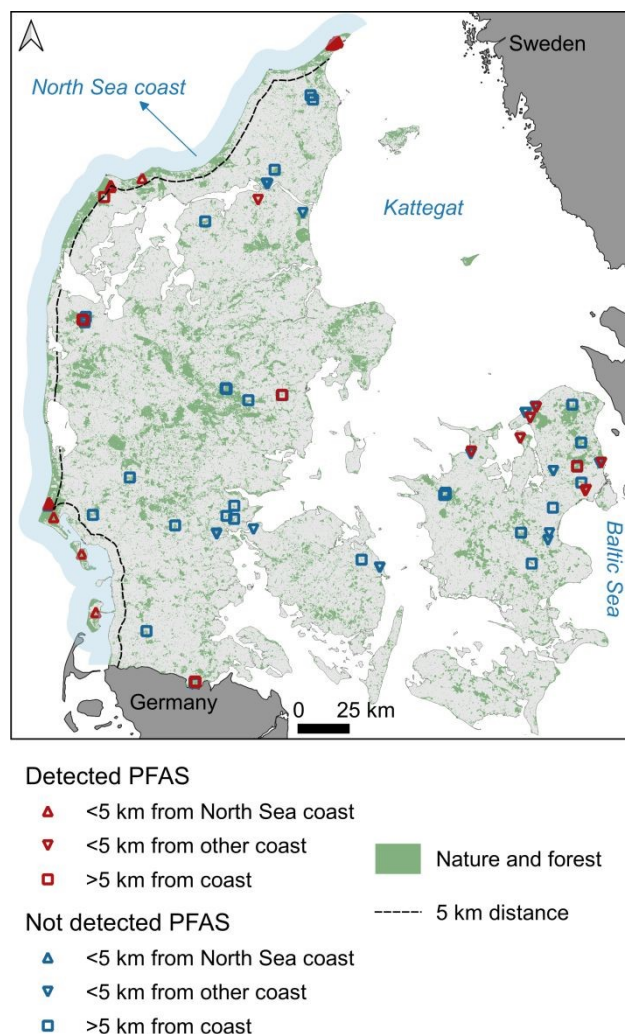 Sweden
North Sea coast
Kattegat
Baltic Sea
Germany
0 25 km
Detected PFAS
<5 km from North Sea coast
<5 km from other coast
>5 km from coast
Nature and forest
5 km distance
Not detected PFAS
<5 km from North Sea coast
<5 km from other coast
>5 km from coast